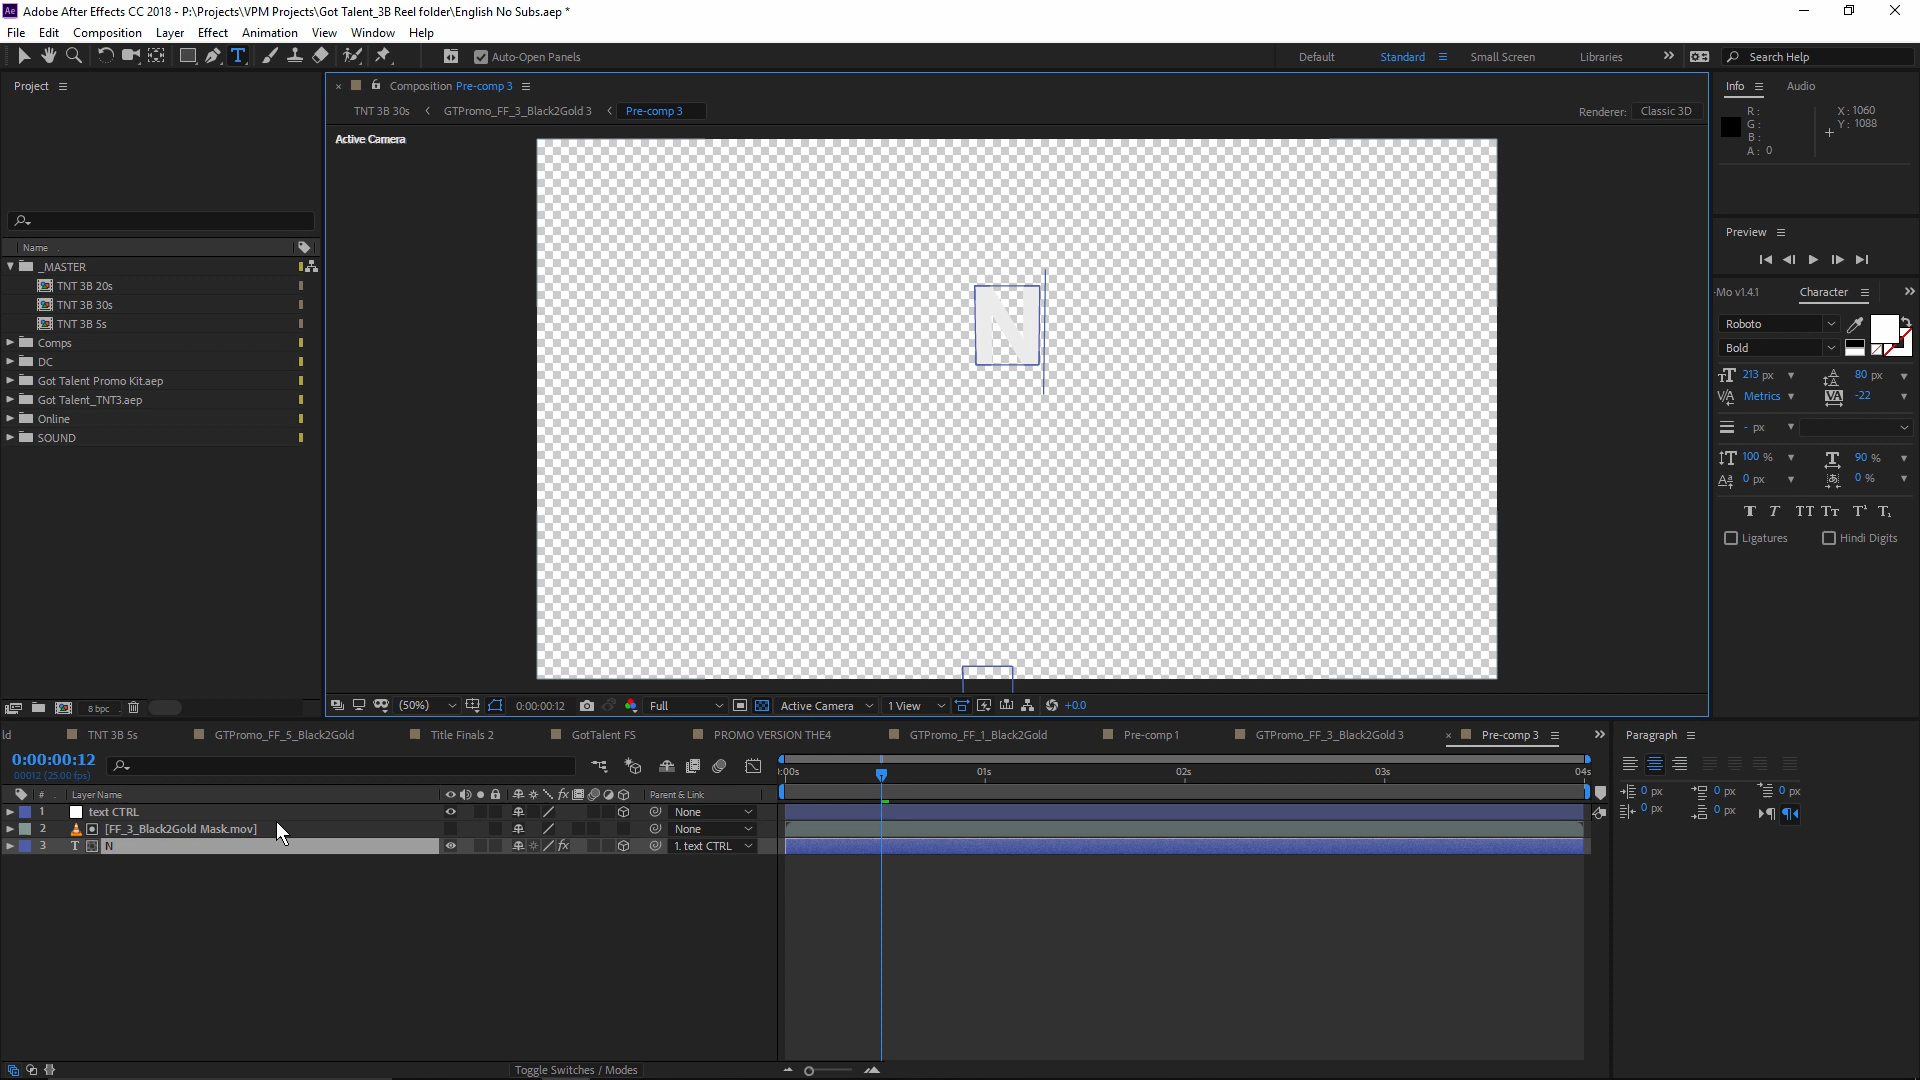 Adobe After Effects CC 2018 - P:\Projects\VPM Projects\Got Talent_3B Reel folder\English No Subs.aep *
File Edit Composition Layer Effect Animation View Window Help
Auto-Open Panels
Default Standard Small Screen Libraries Search Help
Project
Composition Pre-comp 3
TNT 3B 30s < GTPromo_FF_3_Black2Gold 3 < Pre-comp 3
Renderer: Classic 3D
Active Camera
N
Name
_MASTER
TNT 3B 20s
TNT 3B 30s
TNT 3B 5s
Comps
DC
Got Talent Promo Kit.aep
Got Talent_TNT3.aep
Online
SOUND
8 bpc
(50%) 0:00:00:12 Full Active Camera 1 View +0.0
Info Audio
R: X: 1060
G: Y: 1088
B:
A: 0
Preview
-Mo v1.4.1 Character
Roboto
Bold
213 px 80 px
Metrics -22
- px
100 % 90 %
0 px 0 %
Ligatures Hindi Digits
ld TNT 3B 5s GTPromo_FF_5_Black2Gold Title Finals 2 GotTalent FS PROMO VERSION THE4 GTPromo_FF_1_Black2Gold Pre-comp 1 GTPromo_FF_3_Black2Gold 3 Pre-comp 3
0:00:00:12
00012 (25.00 fps)
:00s 01s 02s 03s 04s
# Layer Name Parent & Link
1 text CTRL None
2 [FF_3_Black2Gold Mask.mov] None
3 T N 1. text CTRL
Toggle Switches / Modes
Paragraph
0 px 0 px 0 px
0 px 0 px